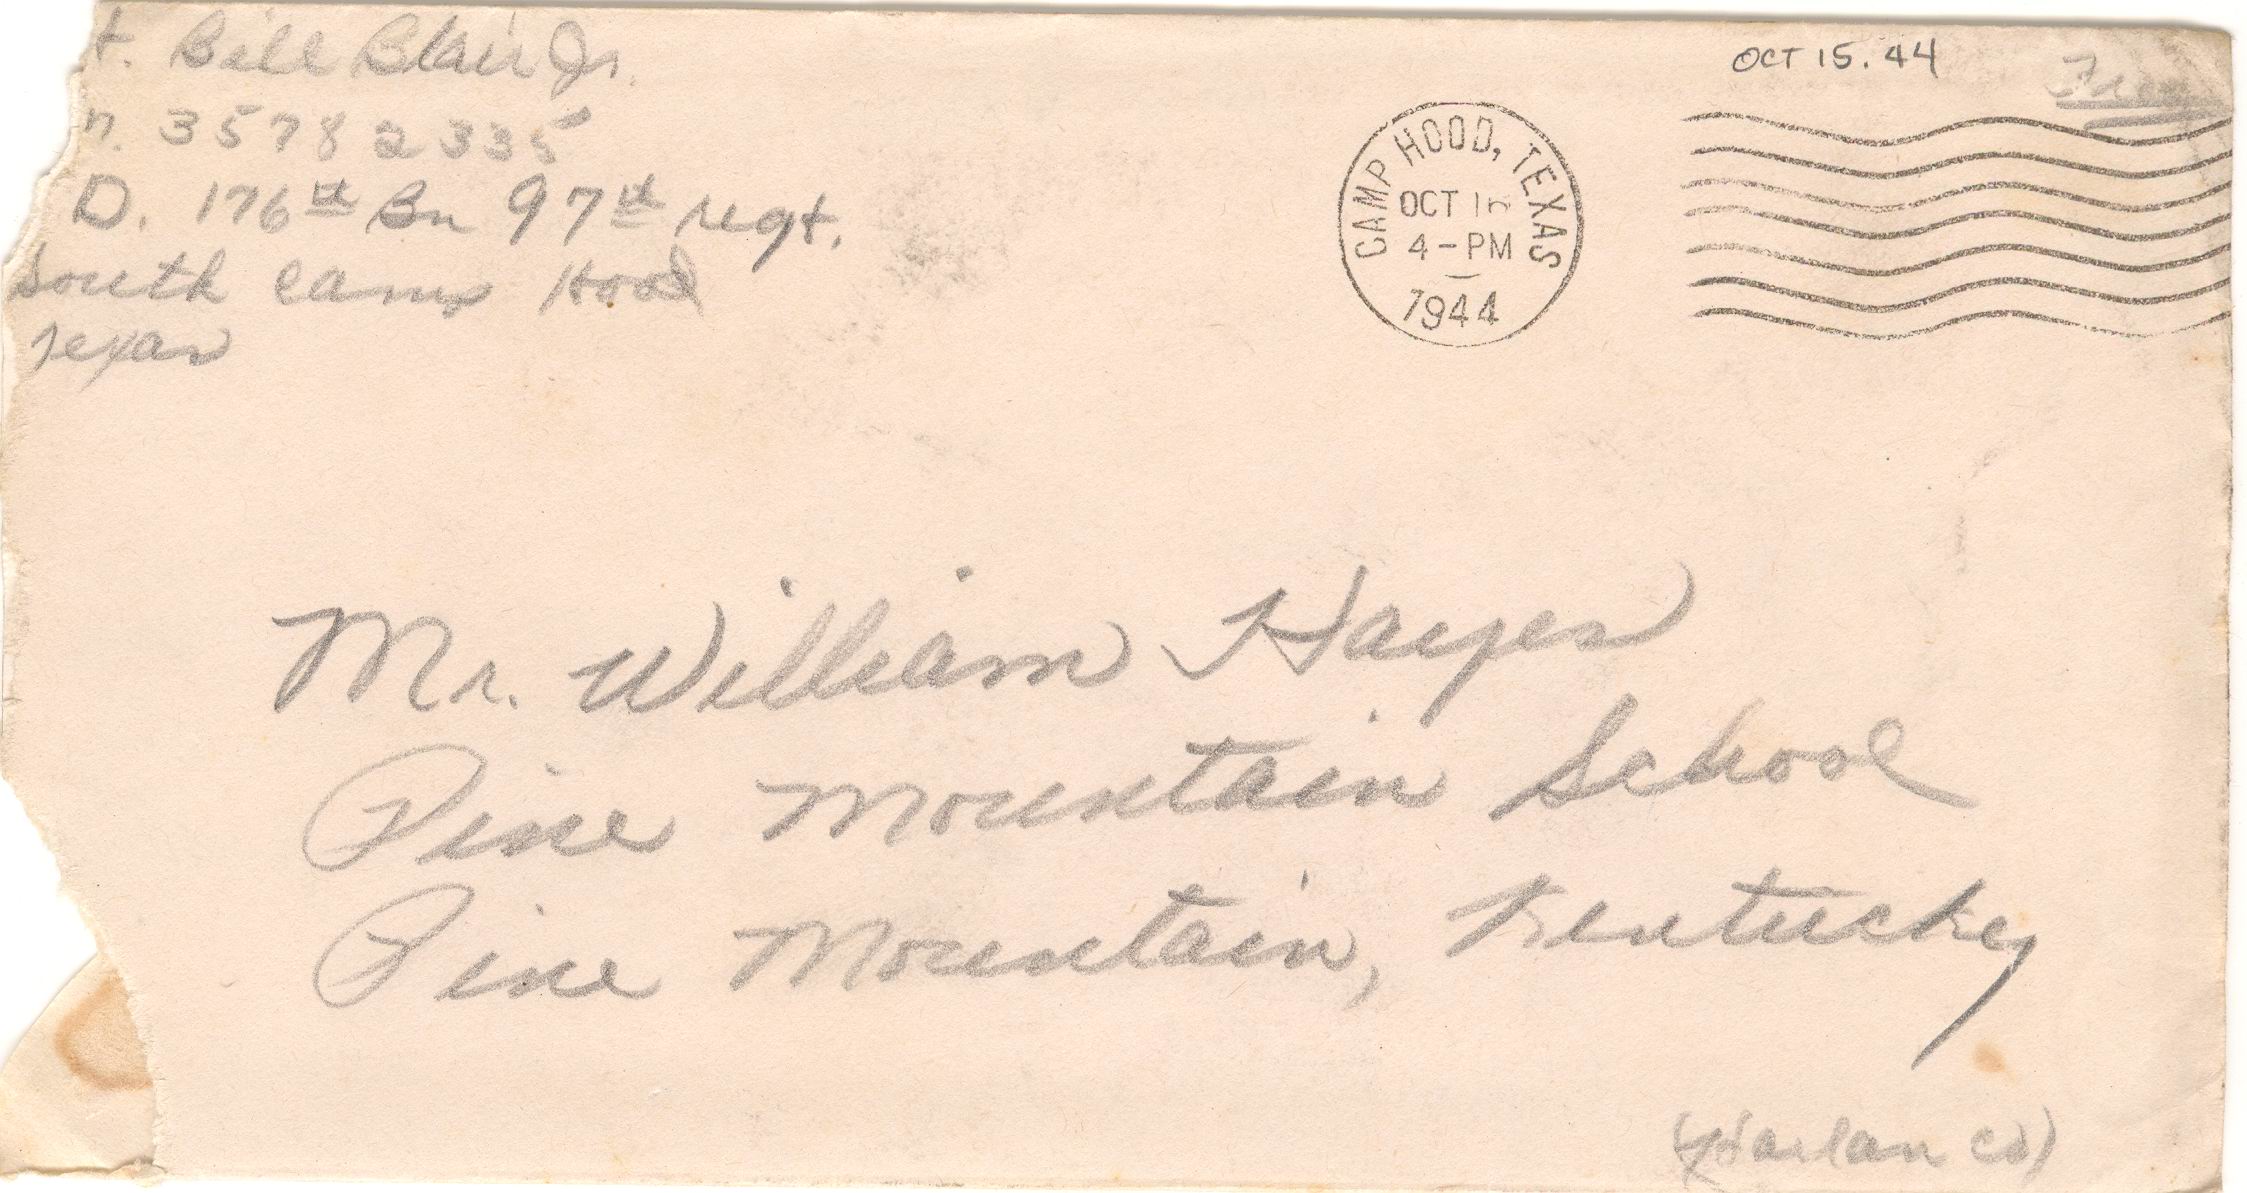 t. Bill Blair Jr.
n. 35782335
D. 176th Bn 97th regt.
South Camp Hood
Texas
OCT 15.44
Free
CAMP HOOD, TEXAS
OCT
4-PM
1944
Mr. William Hayes
Pine Mountain School
Pine Mountain, Kentucky
(Harlan Co)